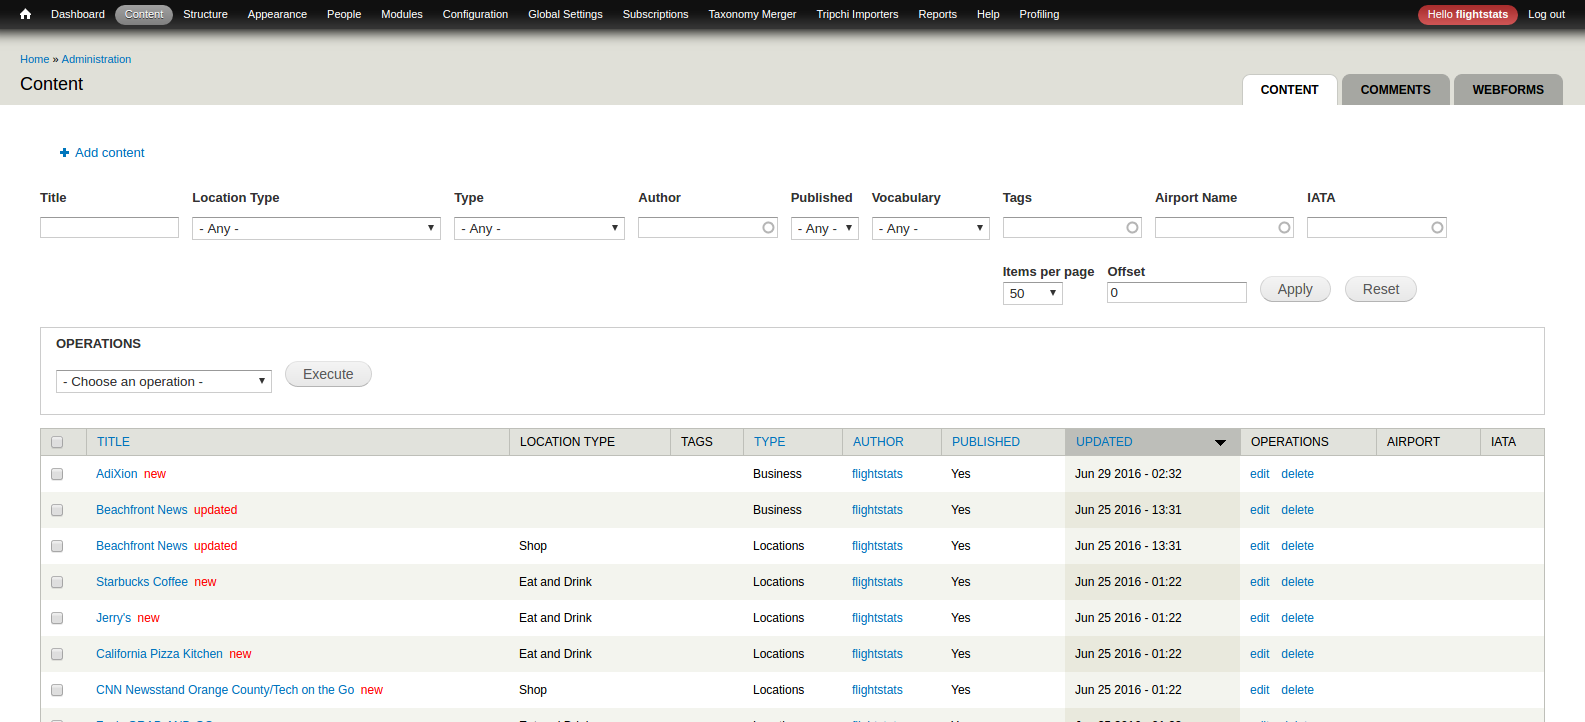 Dashboard Content Structure Appearance People Modules Configuration Global Settings Subscriptions Taxonomy Merger Tripchi Importers Reports Help Profiling Hello flightstats Log out
Home » Administration
Content
CONTENT COMMENTS WEBFORMS
Add content
Title Location Type Type Author Published Vocabulary Tags Airport Name IATA
- Any - - Any - - Any - - Any -
Items per page Offset
50 0 Apply Reset
OPERATIONS
- Choose an operation - Execute
TITLE LOCATION TYPE TAGS TYPE AUTHOR PUBLISHED UPDATED OPERATIONS AIRPORT IATA
AdiXion new Business flightstats Yes Jun 29 2016 - 02:32 edit delete
Beachfront News updated Business flightstats Yes Jun 25 2016 - 13:31 edit delete
Beachfront News updated Shop Locations flightstats Yes Jun 25 2016 - 13:31 edit delete
Starbucks Coffee new Eat and Drink Locations flightstats Yes Jun 25 2016 - 01:22 edit delete
Jerry's new Eat and Drink Locations flightstats Yes Jun 25 2016 - 01:22 edit delete
California Pizza Kitchen new Eat and Drink Locations flightstats Yes Jun 25 2016 - 01:22 edit delete
CNN Newsstand Orange County/Tech on the Go new Shop Locations flightstats Yes Jun 25 2016 - 01:22 edit delete